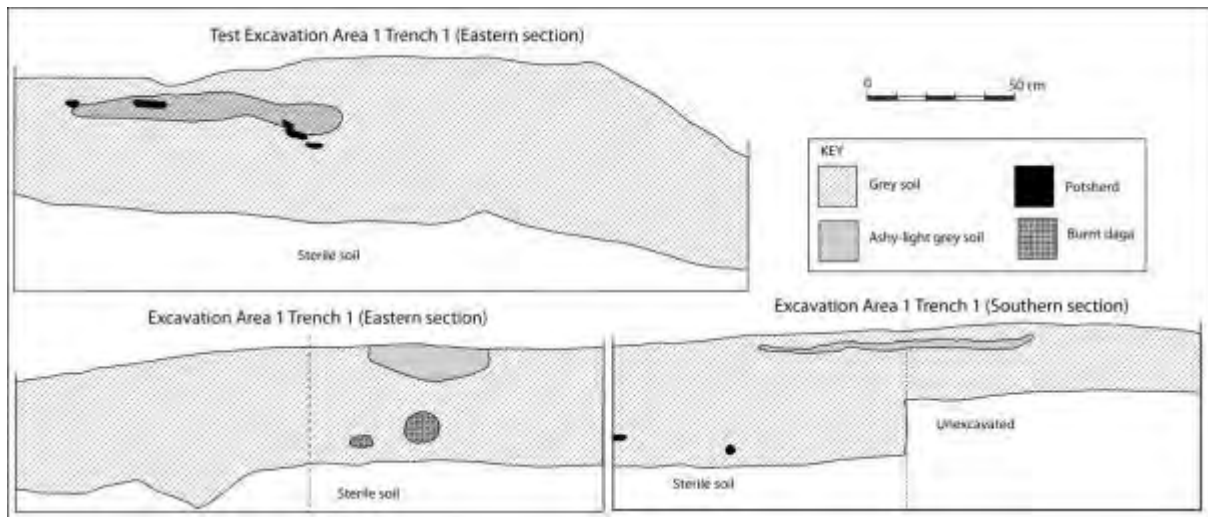 Test Excavation Area 1 Trench 1 (Eastern section)
0 50 cm
KEY
Grey soil
Potsherd
Ashy-light grey soil
Burnt daga
Sterile soil
Excavation Area 1 Trench 1 (Eastern section)
Excavation Area 1 Trench 1 (Southern section)
Unexcavated
Sterile soil
Sterile soil